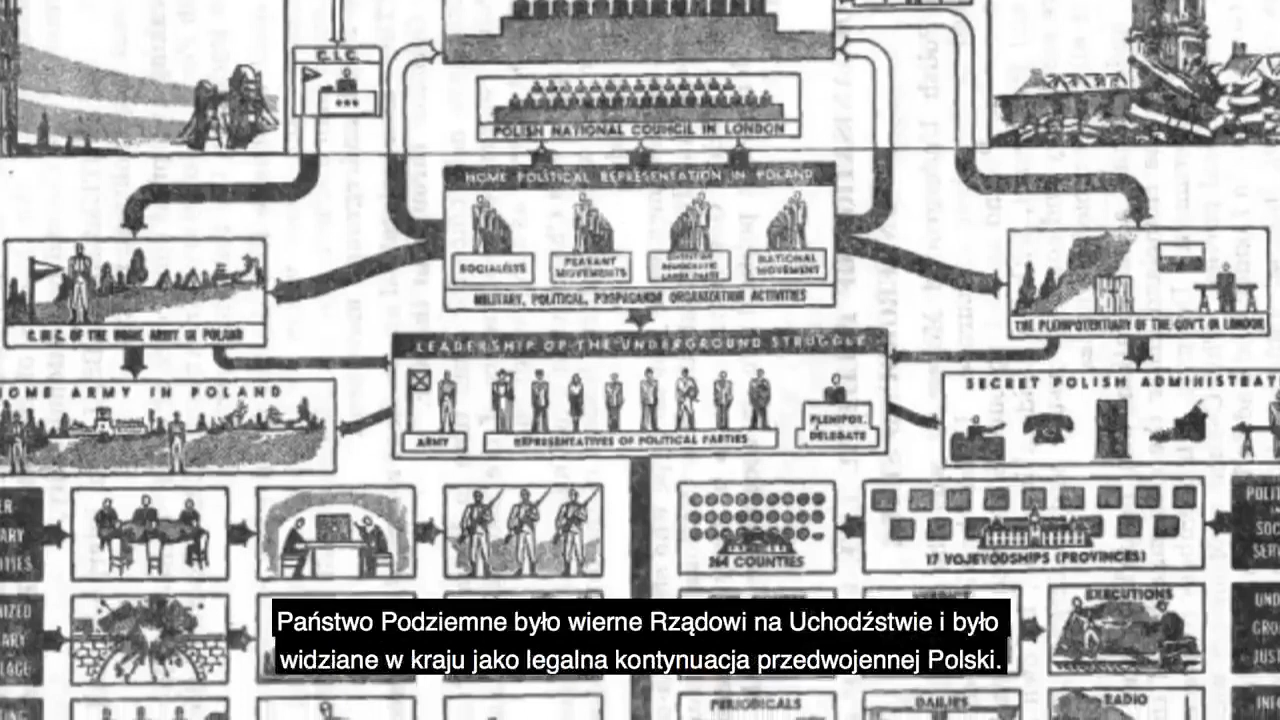 C.I.C.
POLISH NATIONAL COUNCIL IN LONDON
HOME POLITICAL REPRESENTATION IN POLAND
SOCIALISTS
PEASANT
MOVEMENTS
NATIONAL
MOVEMENT
MILITARY, POLITICAL, PROPAGANDA ORGANIZATION ACTIVITIES
C. IN C. OF THE HOME ARMY IN POLAND
THE PLENIPOTENTIARY OF THE GOV'T. IN LONDON
LEADERSHIP OF THE UNDERGROUND STRUGGLE
ARMY
REPRESENTATIVES OF POLITICAL PARTIES
PLENIPOT.
DELEGATE
OME ARMY IN POLAND
SECRET POLISH ADMINISTRAT
264 COUNTIES
17 VOJEVODSHIPS (PROVINCES)
EXECUTIONS
Państwo Podziemne było wierne Rządowi na Uchodźstwie i było
widziane w kraju jako legalna kontynuacja przedwojennej Polski.
PERIODICALS
DAILIES
RADIO